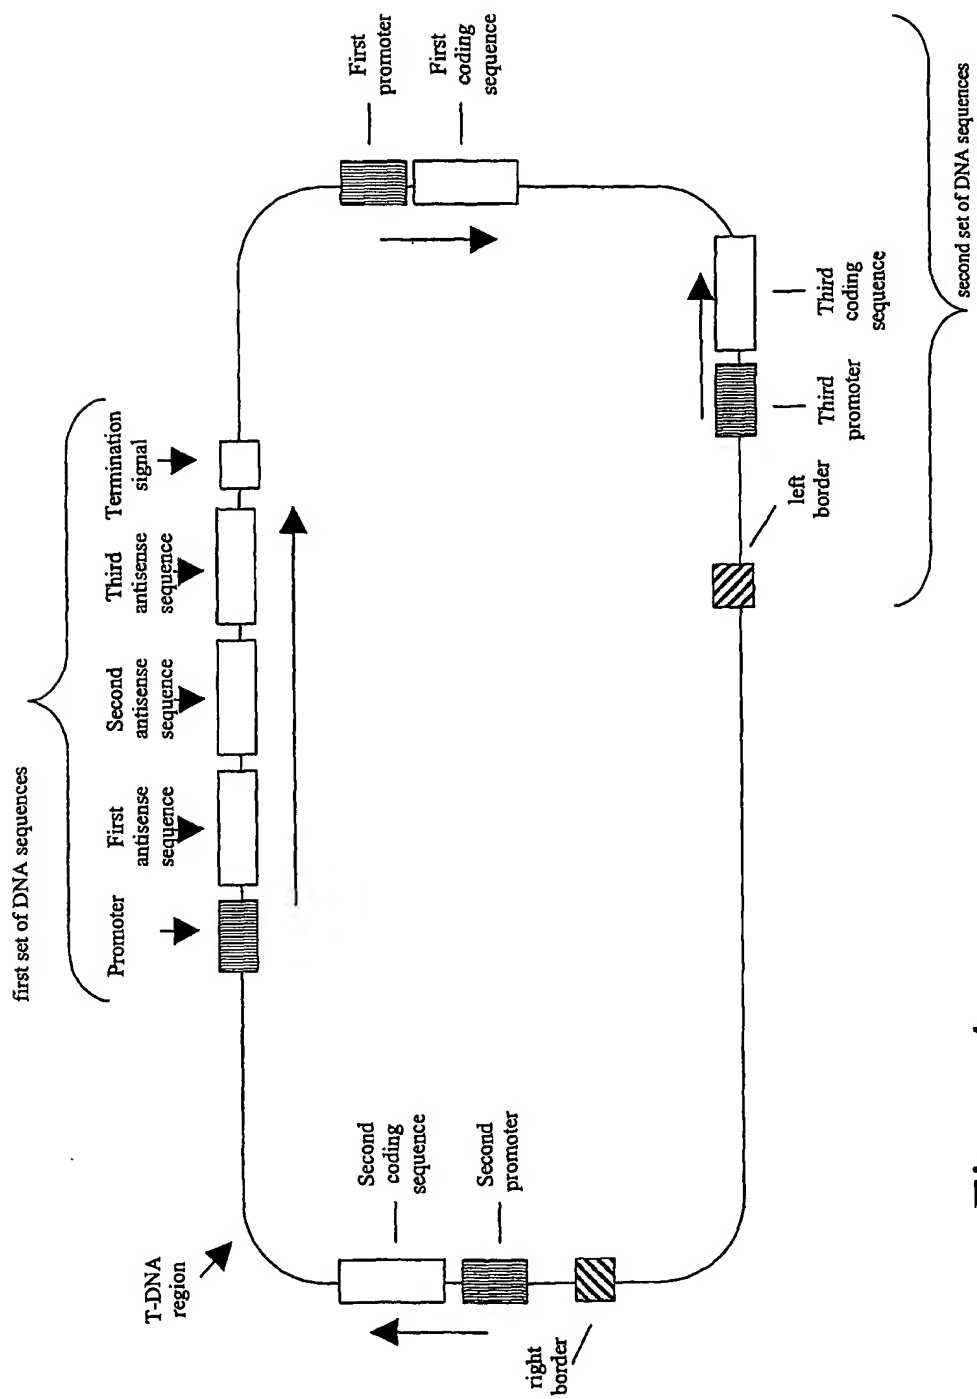 first set of DNA sequences
Promoter
First
antisense
sequence
Second
antisense
sequence
Third
antisense
sequence
Termination
signal
T-DNA
region
First
promoter
First
coding
sequence
Second
coding
sequence
Second
promoter
right
border
left
border
Third
promoter
Third
coding
sequence
second set of DNA sequences